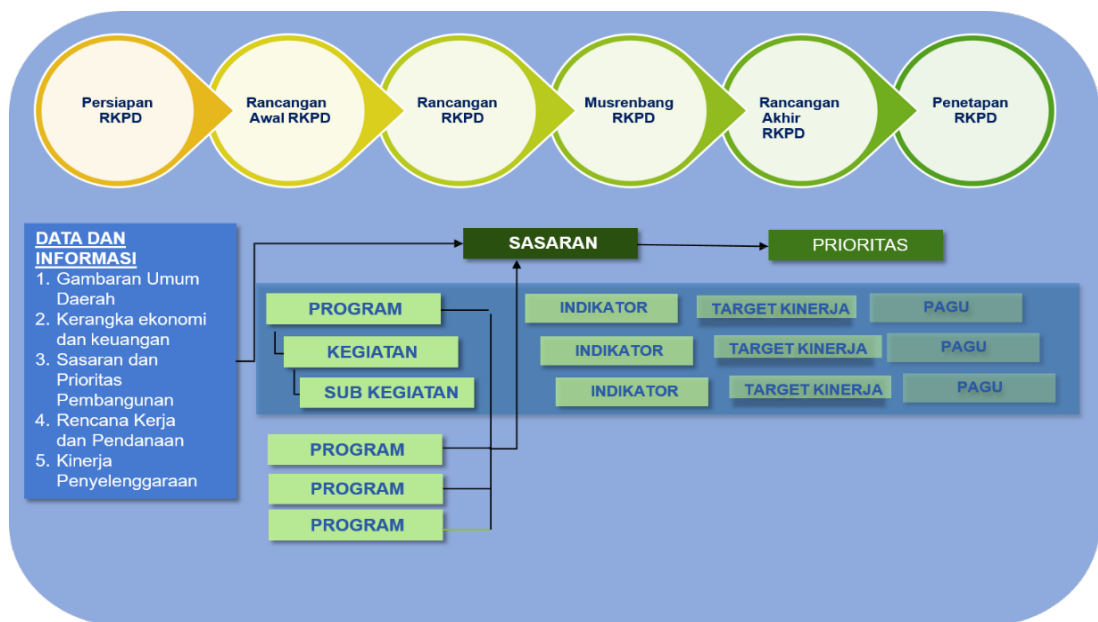 Persiapan
RKPD
Rancangan
Awal RKPD
Rancangan
RKPD
Musrenbang
RKPD
Rancangan
Akhir
RKPD
Penetapan
RKPD
DATA DAN
INFORMASI
1. Gambaran Umum
Daerah
2. Kerangka ekonomi
dan keuangan
3. Sasaran dan
Prioritas
Pembangunan
4. Rencana Kerja
dan Pendanaan
5. Kinerja
Penyelenggaraan
SASARAN
PRIORITAS
PROGRAM
INDIKATOR
TARGET KINERJA
PAGU
KEGIATAN
INDIKATOR
TARGET KINERJA
PAGU
SUB KEGIATAN
INDIKATOR
TARGET KINERJA
PAGU
PROGRAM
PROGRAM
PROGRAM